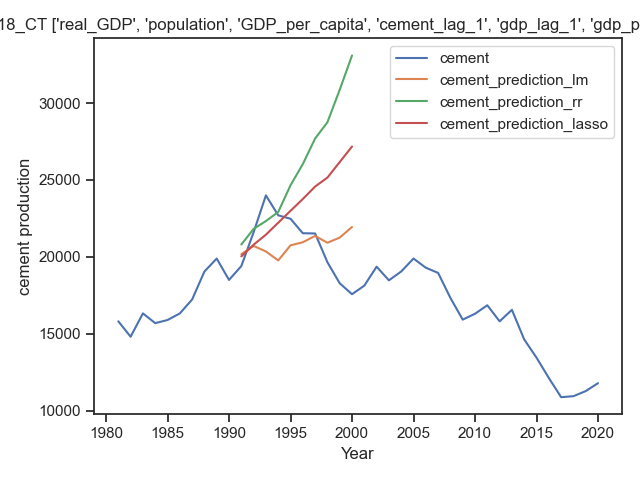 18_CT ['real_GDP', 'population', 'GDP_per_capita', 'cement_lag_1', 'gdp_lag_1', 'gdp_p
cement
cement_prediction_lm
cement_prediction_rr
cement_prediction_lasso
cement production
30000
25000
20000
15000
10000
1980 1985 1990 1995 2000 2005 2010 2015 2020
Year